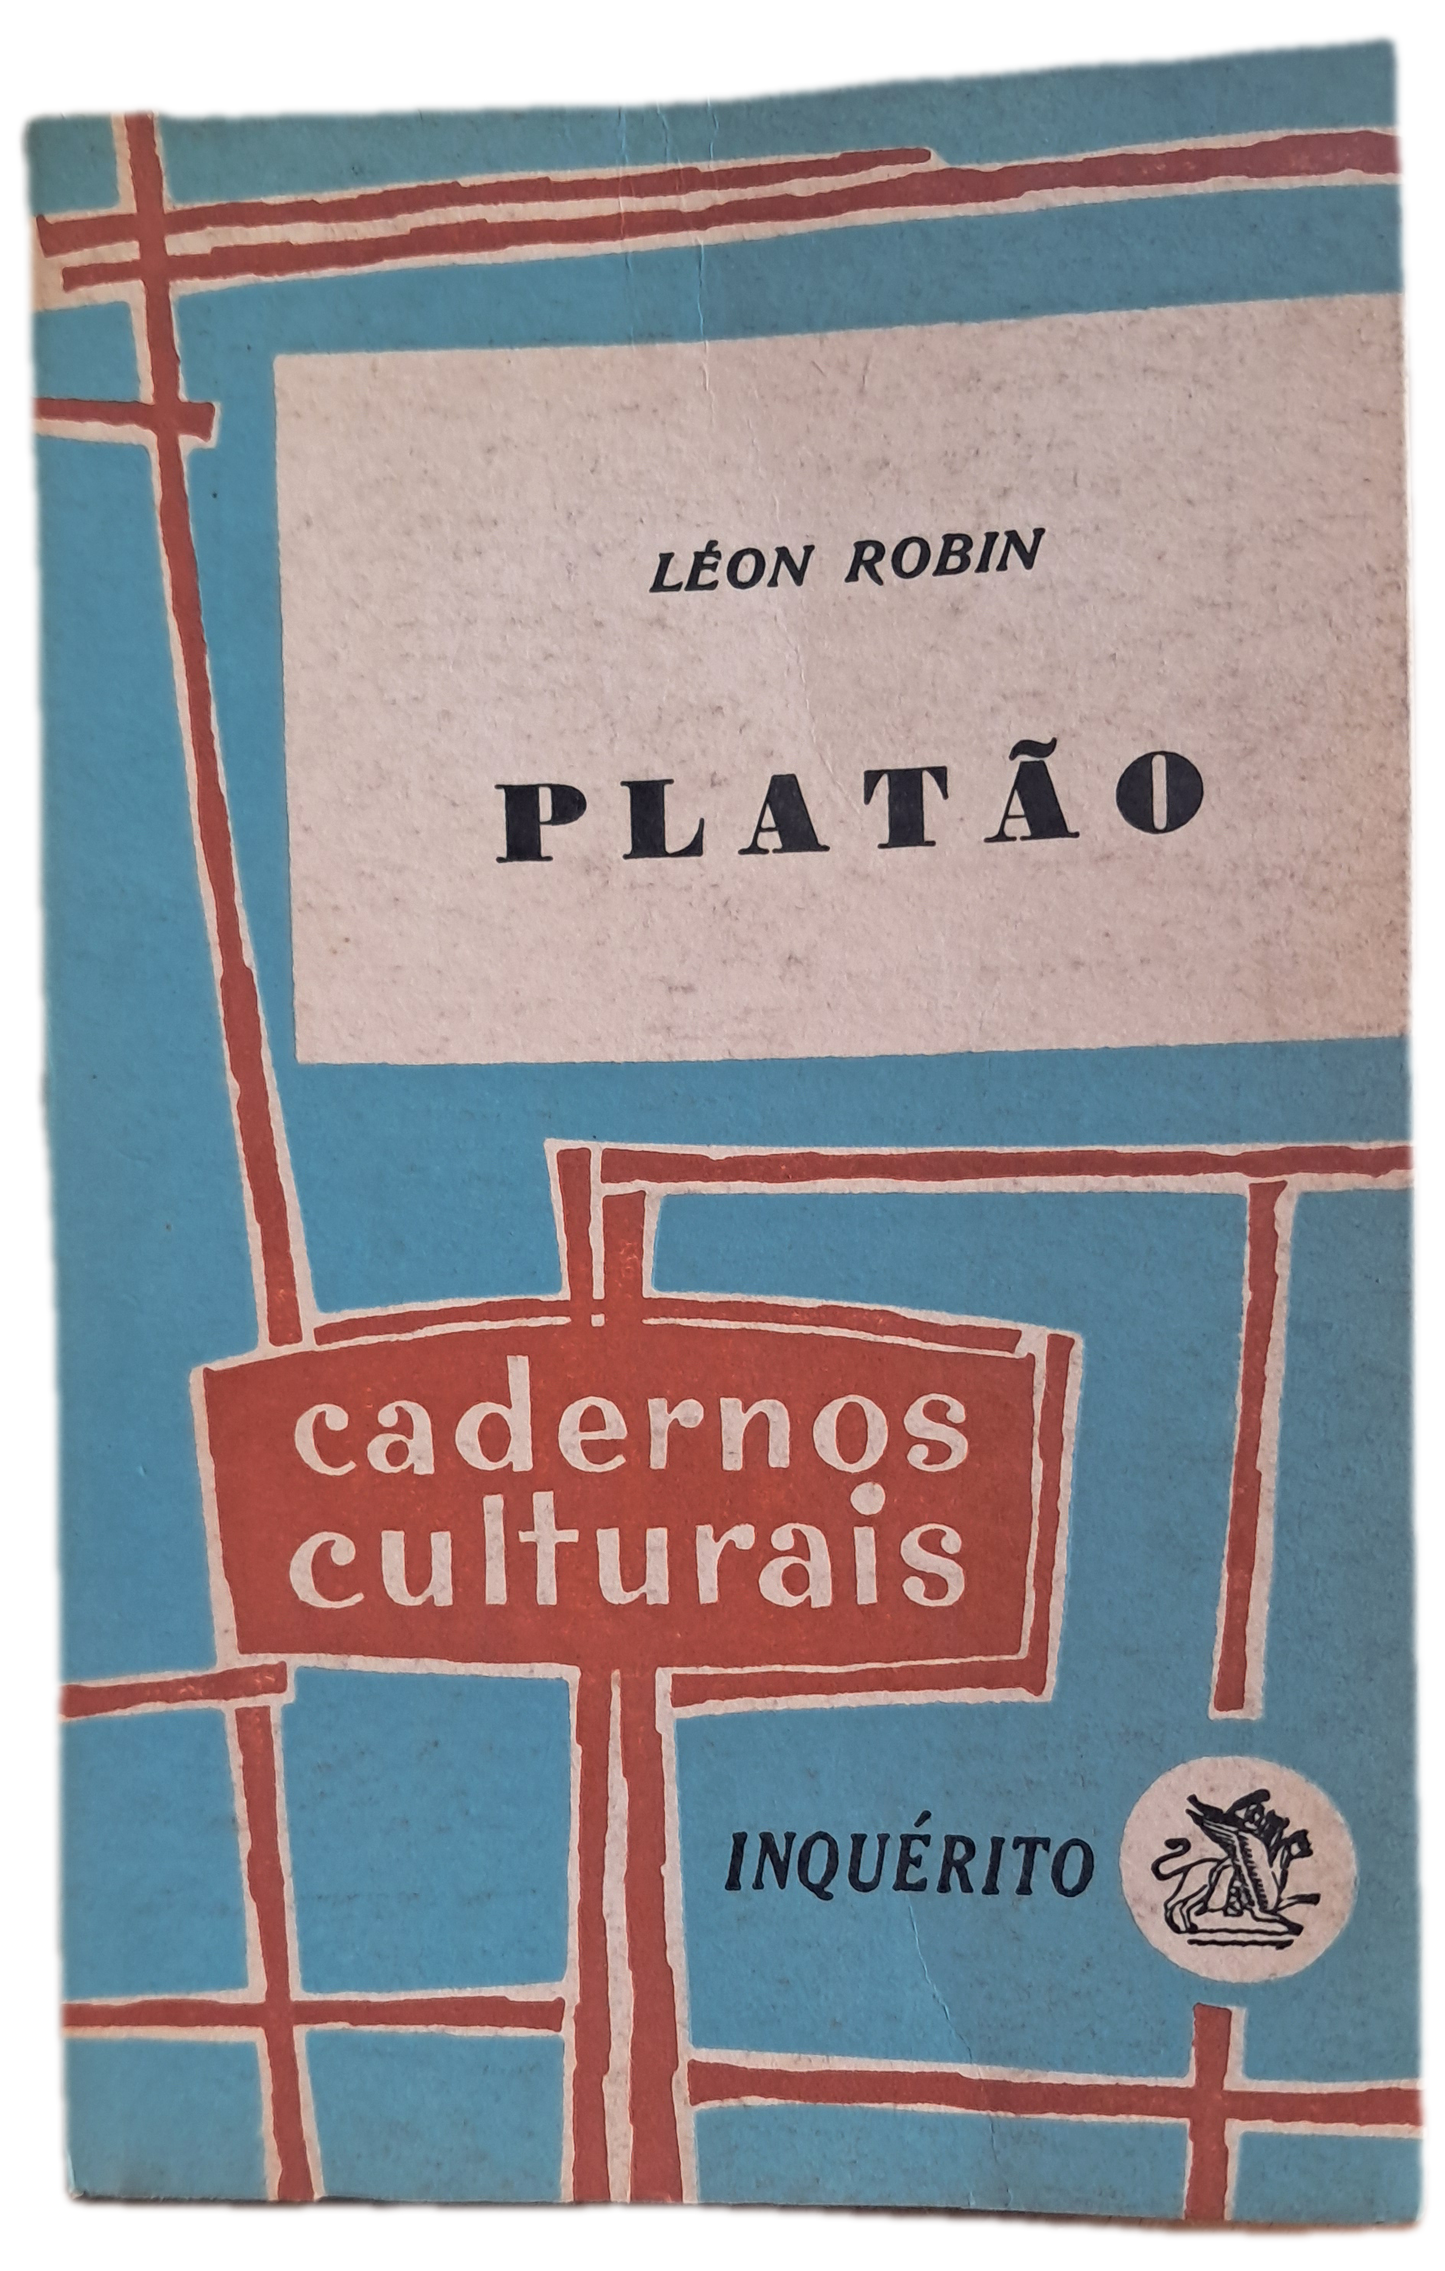 LÉON ROBIN
PLATÃO
cadernos
culturais
INQUÉRITO